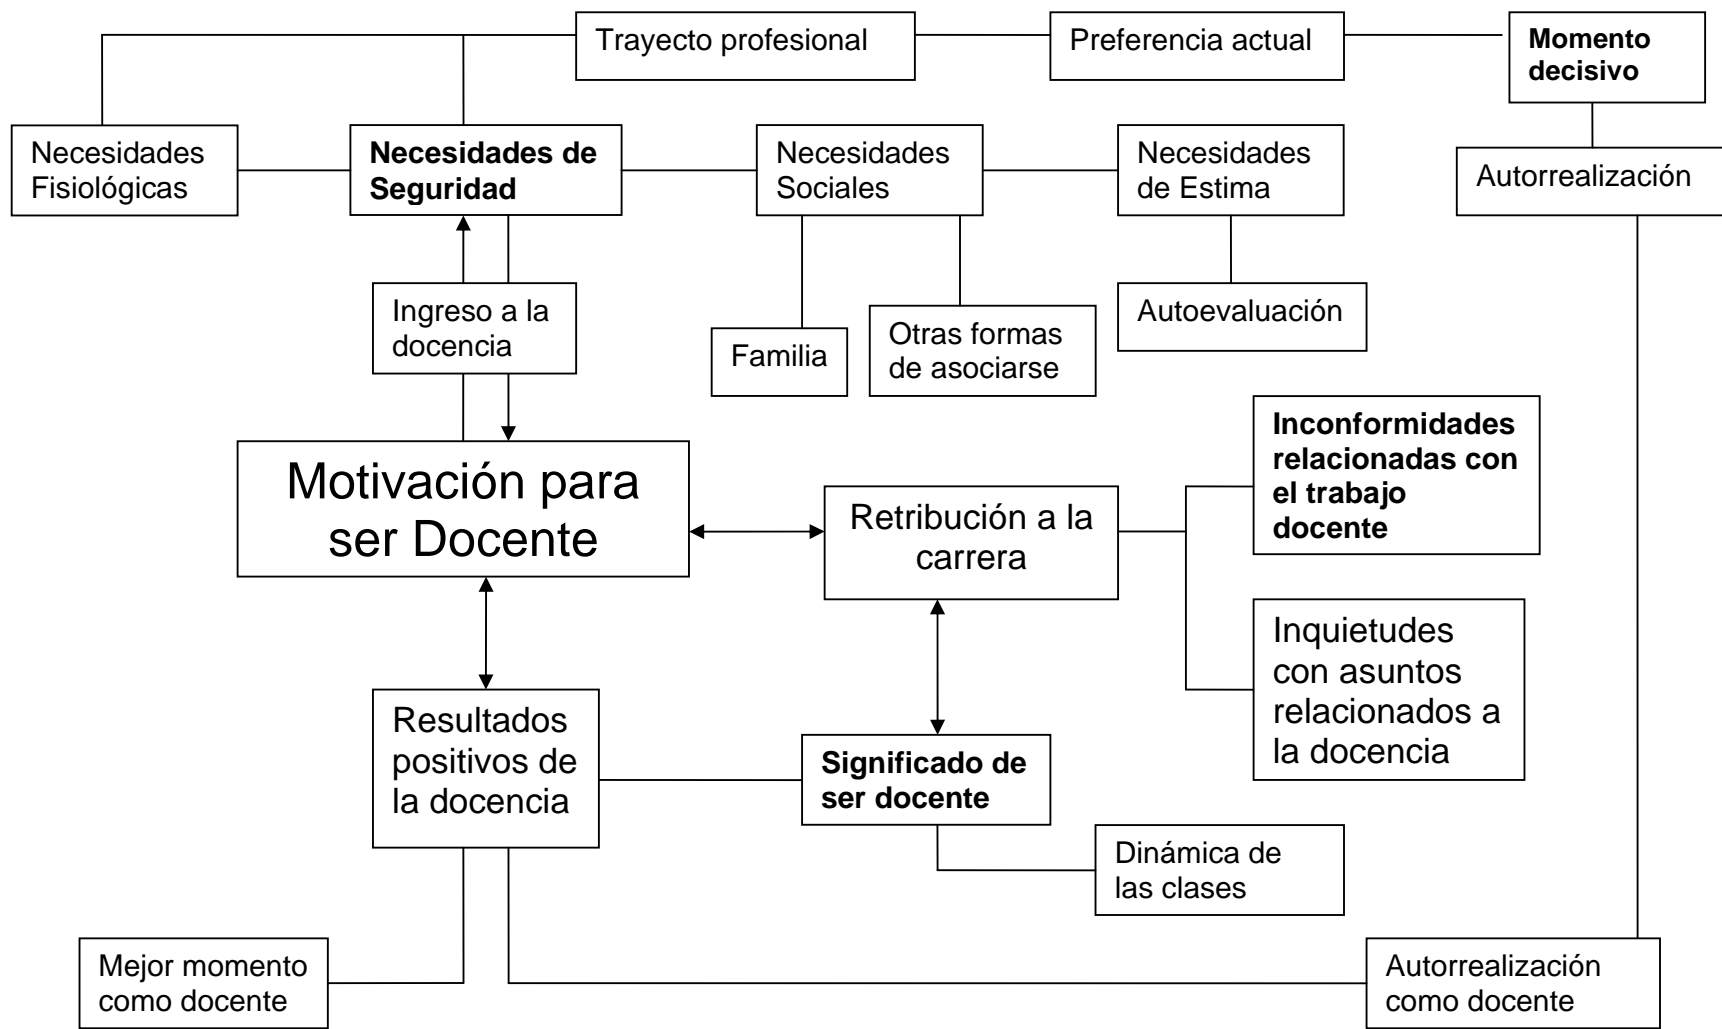 Trayecto profesional
Preferencia actual
Momento
decisivo
Necesidades
Fisiológicas
Necesidades de
Seguridad
Necesidades
Sociales
Necesidades
de Estima
Autorrealización
Ingreso a la
docencia
Familia
Otras formas
de asociarse
Autoevaluación
Motivación para
ser Docente
Retribución a la
carrera
Inconformidades
relacionadas con
el trabajo
docente
Inquietudes
con asuntos
relacionados a
la docencia
Resultados
positivos de
la docencia
Significado de
ser docente
Dinámica de
las clases
Mejor momento
como docente
Autorrealización
como docente